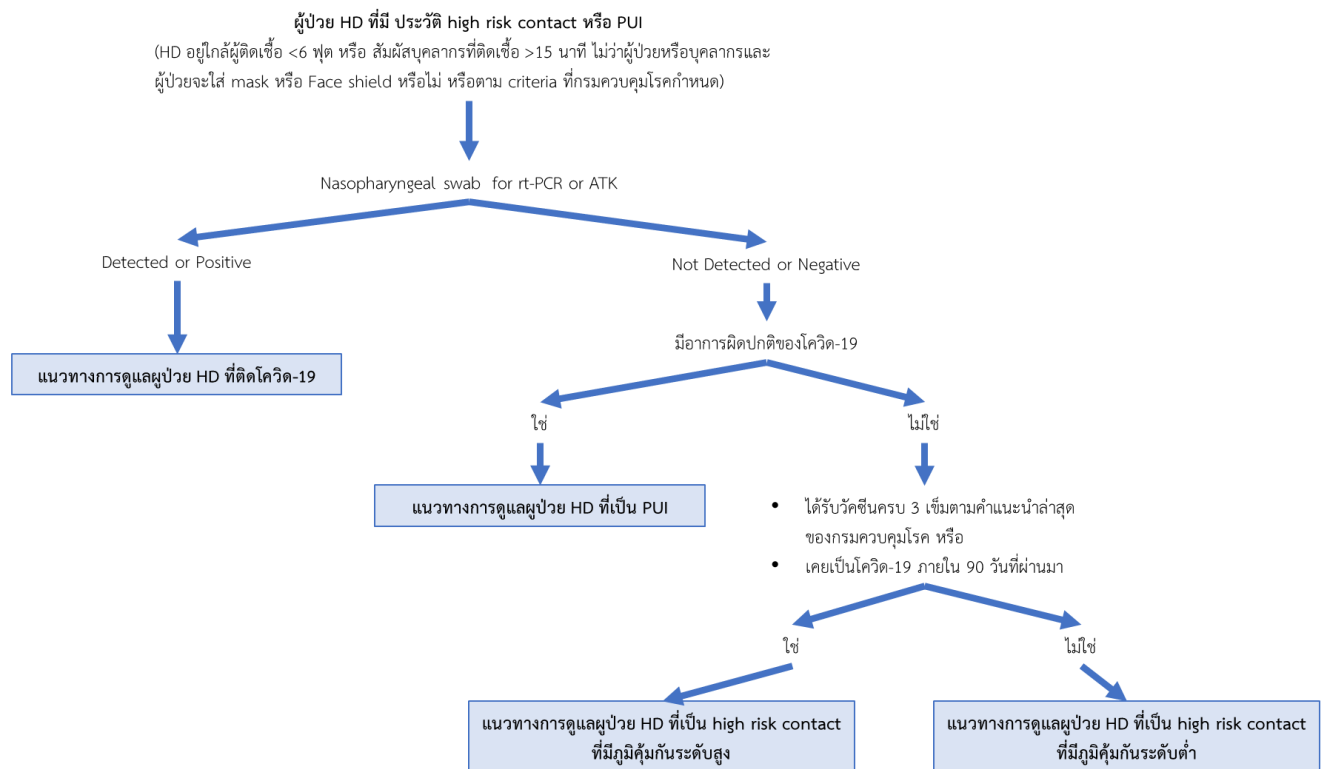 ผู้ป่วย HD ที่มี ประวัติ high risk contact หรือ PUI
(HD อยู่ใกล้ผู้ติดเชื้อ <6 ฟุต หรือ สัมผัสบุคลากรที่ติดเชื้อ >15 นาที ไม่ว่าผู้ป่วยหรือบุคลากรและ
ผู้ป่วยจะใส่ mask หรือ Face shield หรือไม่ หรือตาม criteria ที่กรมควบคุมโรคกำหนด)
Nasopharyngeal swab for rt-PCR or ATK
Detected or Positive
Not Detected or Negative
มีอาการผิดปกติของโควิด-19
แนวทางการดูแลผูป่วย HD ที่ติดโควิด-19
ใช่
ไม่ใช่
แนวทางการดูแลผูป่วย HD ที่เป็น PUI
• ได้รับวัคซีนครบ 3 เข็มตามคำแนะนำล่าสุด
ของกรมควบคุมโรค หรือ
• เคยเป็นโควิด-19 ภายใน 90 วันที่ผ่านมา
ใช่
ไม่ใช่
แนวทางการดูแลผูป่วย HD ที่เป็น high risk contact
ที่มีภูมิคุ้มกันระดับสูง
แนวทางการดูแลผูป่วย HD ที่เป็น high risk contact
ที่มีภูมิคุ้มกันระดับต่ำ